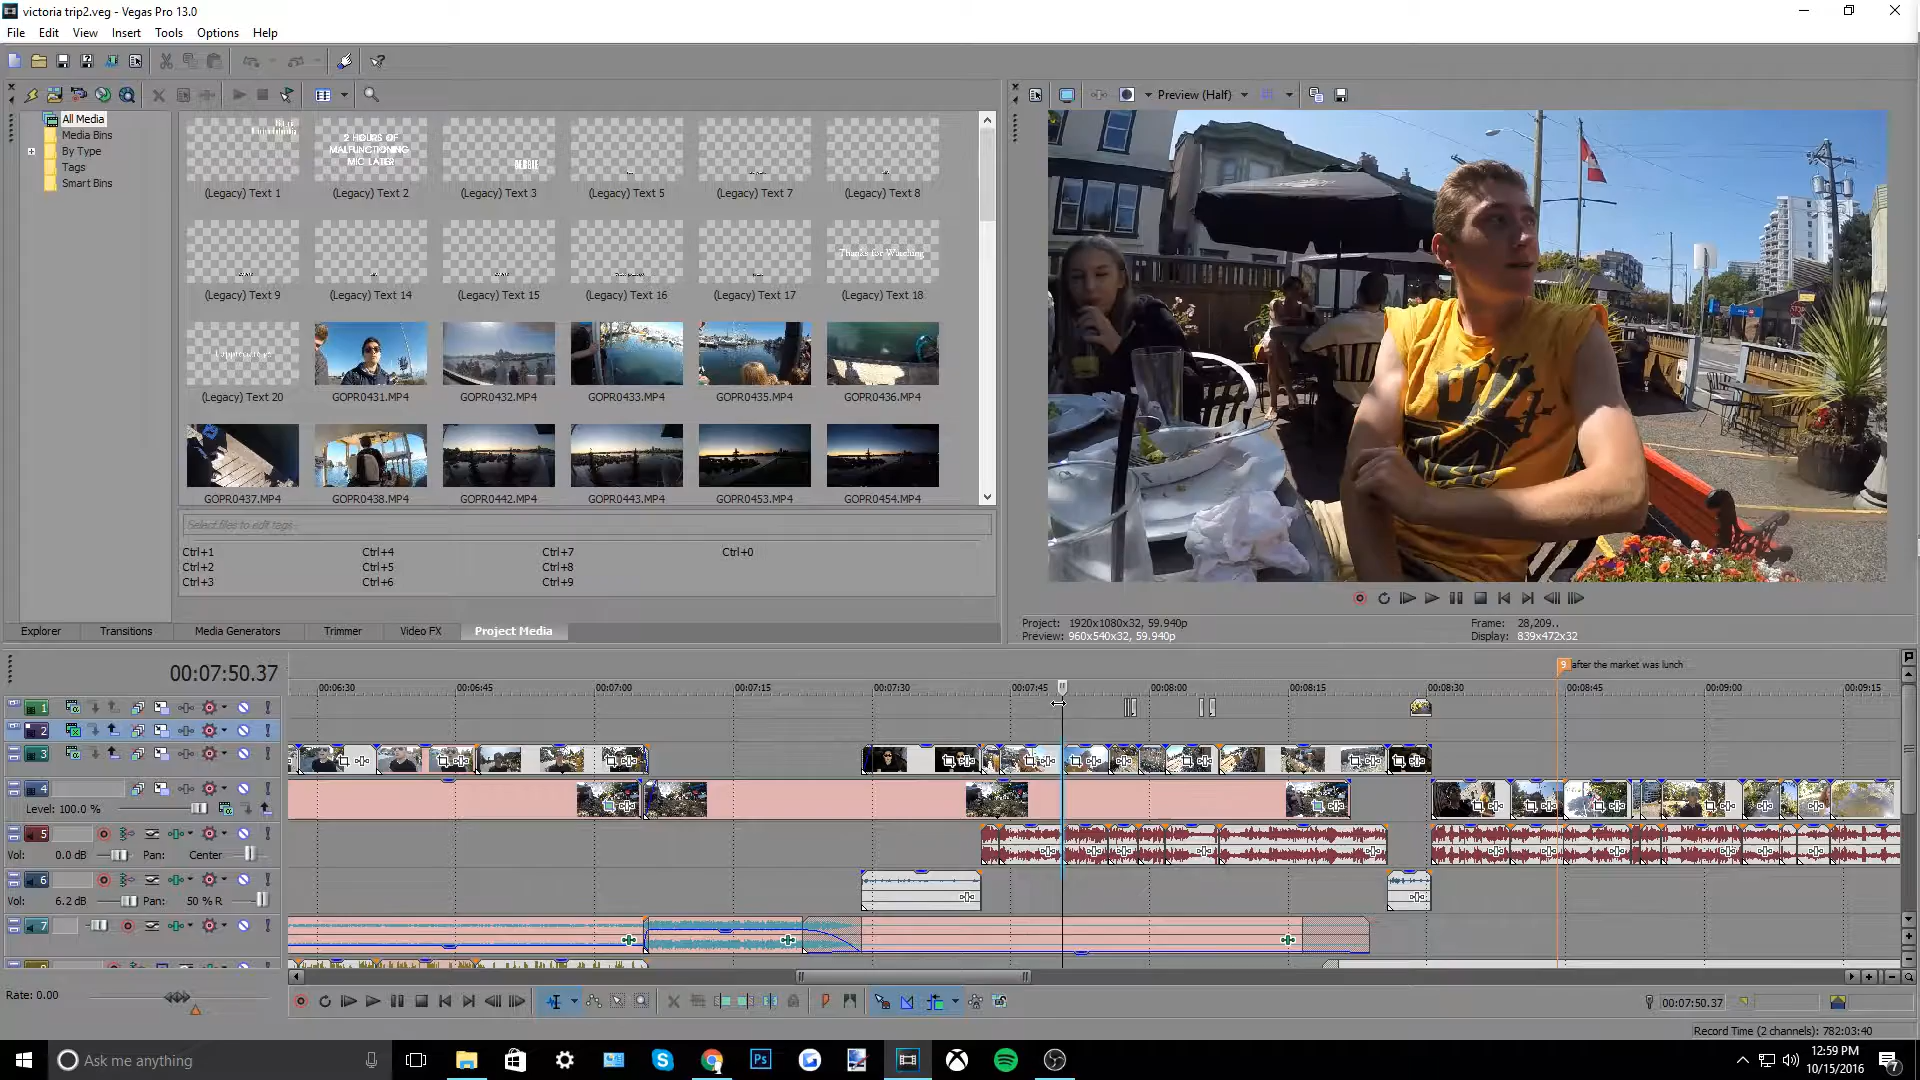 victoria trip2.veg - Vegas Pro 13.0
File Edit View Insert Tools Options Help
Preview (Half)
All Media
Media Bins
By Type
Tags
Smart Bins
2 HOURS OF
MALFUNCTIONING
MIC LATER
(Legacy) Text 1 (Legacy) Text 2 (Legacy) Text 3 (Legacy) Text 5 (Legacy) Text 7 (Legacy) Text 8
Thanks for Watching
(Legacy) Text 9 (Legacy) Text 14 (Legacy) Text 15 (Legacy) Text 16 (Legacy) Text 17 (Legacy) Text 18
(Legacy) Text 20 GOPR0431.MP4 GOPR0432.MP4 GOPR0433.MP4 GOPR0435.MP4 GOPR0436.MP4
GOPR0437.MP4 GOPR0438.MP4 GOPR0442.MP4 GOPR0443.MP4 GOPR0453.MP4 GOPR0454.MP4
Select files to edit tags
Ctrl+1 Ctrl+4 Ctrl+7 Ctrl+0
Ctrl+2 Ctrl+5 Ctrl+8
Ctrl+3 Ctrl+6 Ctrl+9
Explorer Transitions Media Generators Trimmer Video FX Project Media
Project: 1920x1080x32, 59.940p Frame: 28,209..
Preview: 960x540x32, 59.940p Display: 839x472x32
00:07:50.37
9 after the market was lunch
00:06:30 00:06:45 00:07:00 00:07:15 00:07:30 00:07:45 00:08:00 00:08:15 00:08:30 00:08:45 00:09:00 00:09:15
1
2
3
4
Level: 100.0 %
5
Vol: 0.0 dB Pan: Center
6
Vol: 6.2 dB Pan: 50 % R
7
Rate: 0.00
00:07:50.37
Record Time (2 channels): 782:03:40
Ask me anything
Ps
12:59 PM
10/15/2016
7